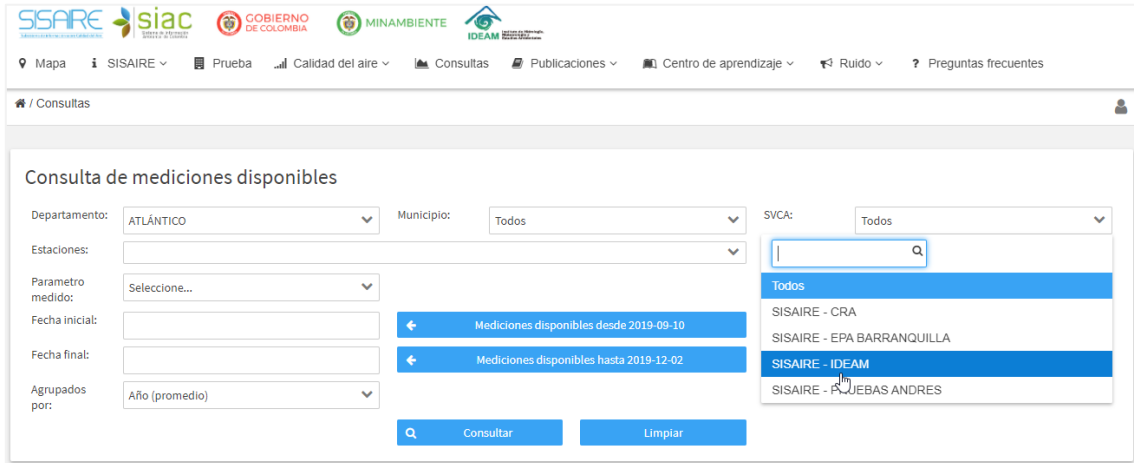 SISAIRE siac GOBIERNO DE COLOMBIA MINAMBIENTE IDEAM
Mapa SISAIRE Prueba Calidad del aire Consultas Publicaciones Centro de aprendizaje Ruido Preguntas frecuentes
/ Consultas
Consulta de mediciones disponibles
Departamento: ATLÁNTICO Municipio: Todos SVCA: Todos
Estaciones:
Todos
Parametro medido: Seleccione...
SISAIRE - CRA
Fecha inicial: Mediciones disponibles desde 2019-09-10
SISAIRE - EPA BARRANQUILLA
Fecha final: Mediciones disponibles hasta 2019-12-02
SISAIRE - IDEAM
Agrupados por: Año (promedio)
SISAIRE - PRUEBAS ANDRES
Consultar Limpiar